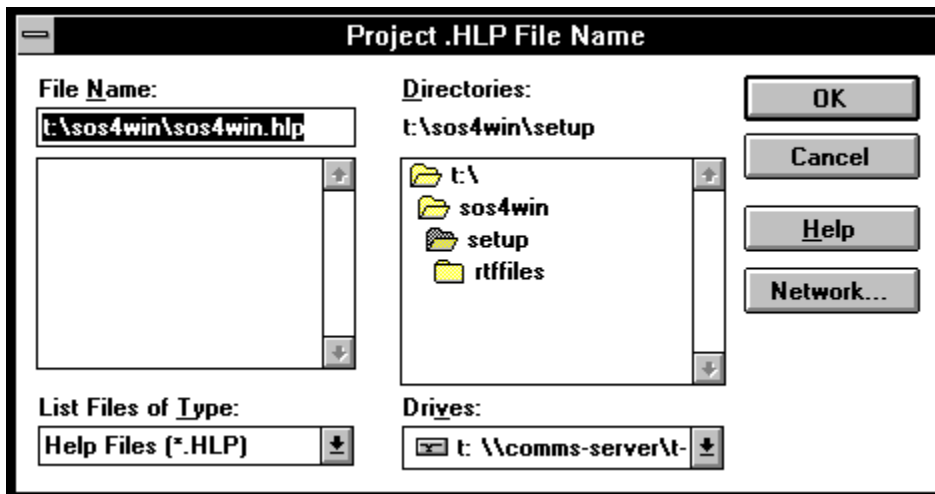 Project .HLP File Name
File Name:
t:\sos4win\sos4win.hlp
Directories:
t:\sos4win\setup
t:\
sos4win
setup
rtffiles
OK
Cancel
Help
Network...
List Files of Type:
Help Files (*.HLP)
Drives:
t: \\comms-server\t-